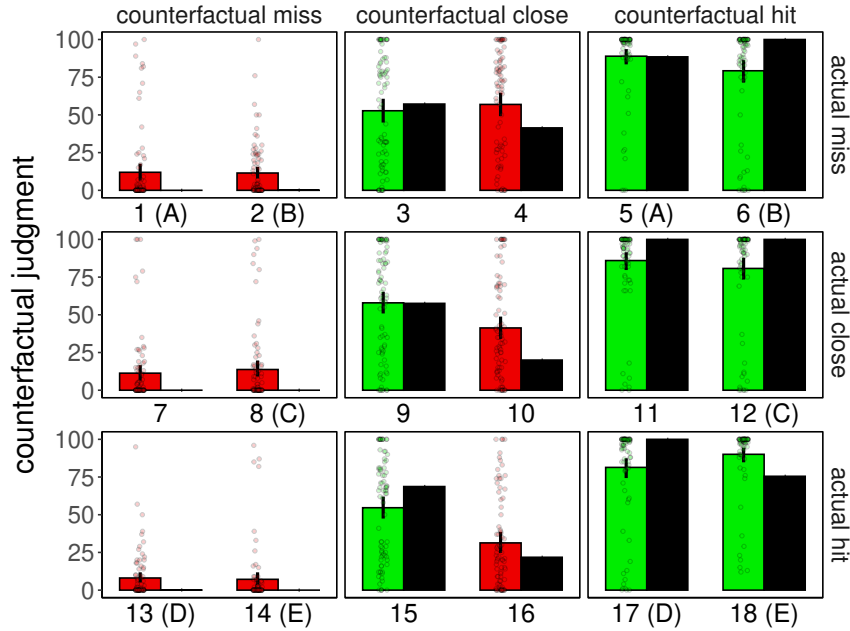 counterfactual miss counterfactual close counterfactual hit
counterfactual judgment
100
75
50
25
0
actual miss
1 (A) 2 (B) 3 4 5 (A) 6 (B)
100
75
50
25
0
actual close
7 8 (C) 9 10 11 12 (C)
100
75
50
25
0
actual hit
13 (D) 14 (E) 15 16 17 (D) 18 (E)